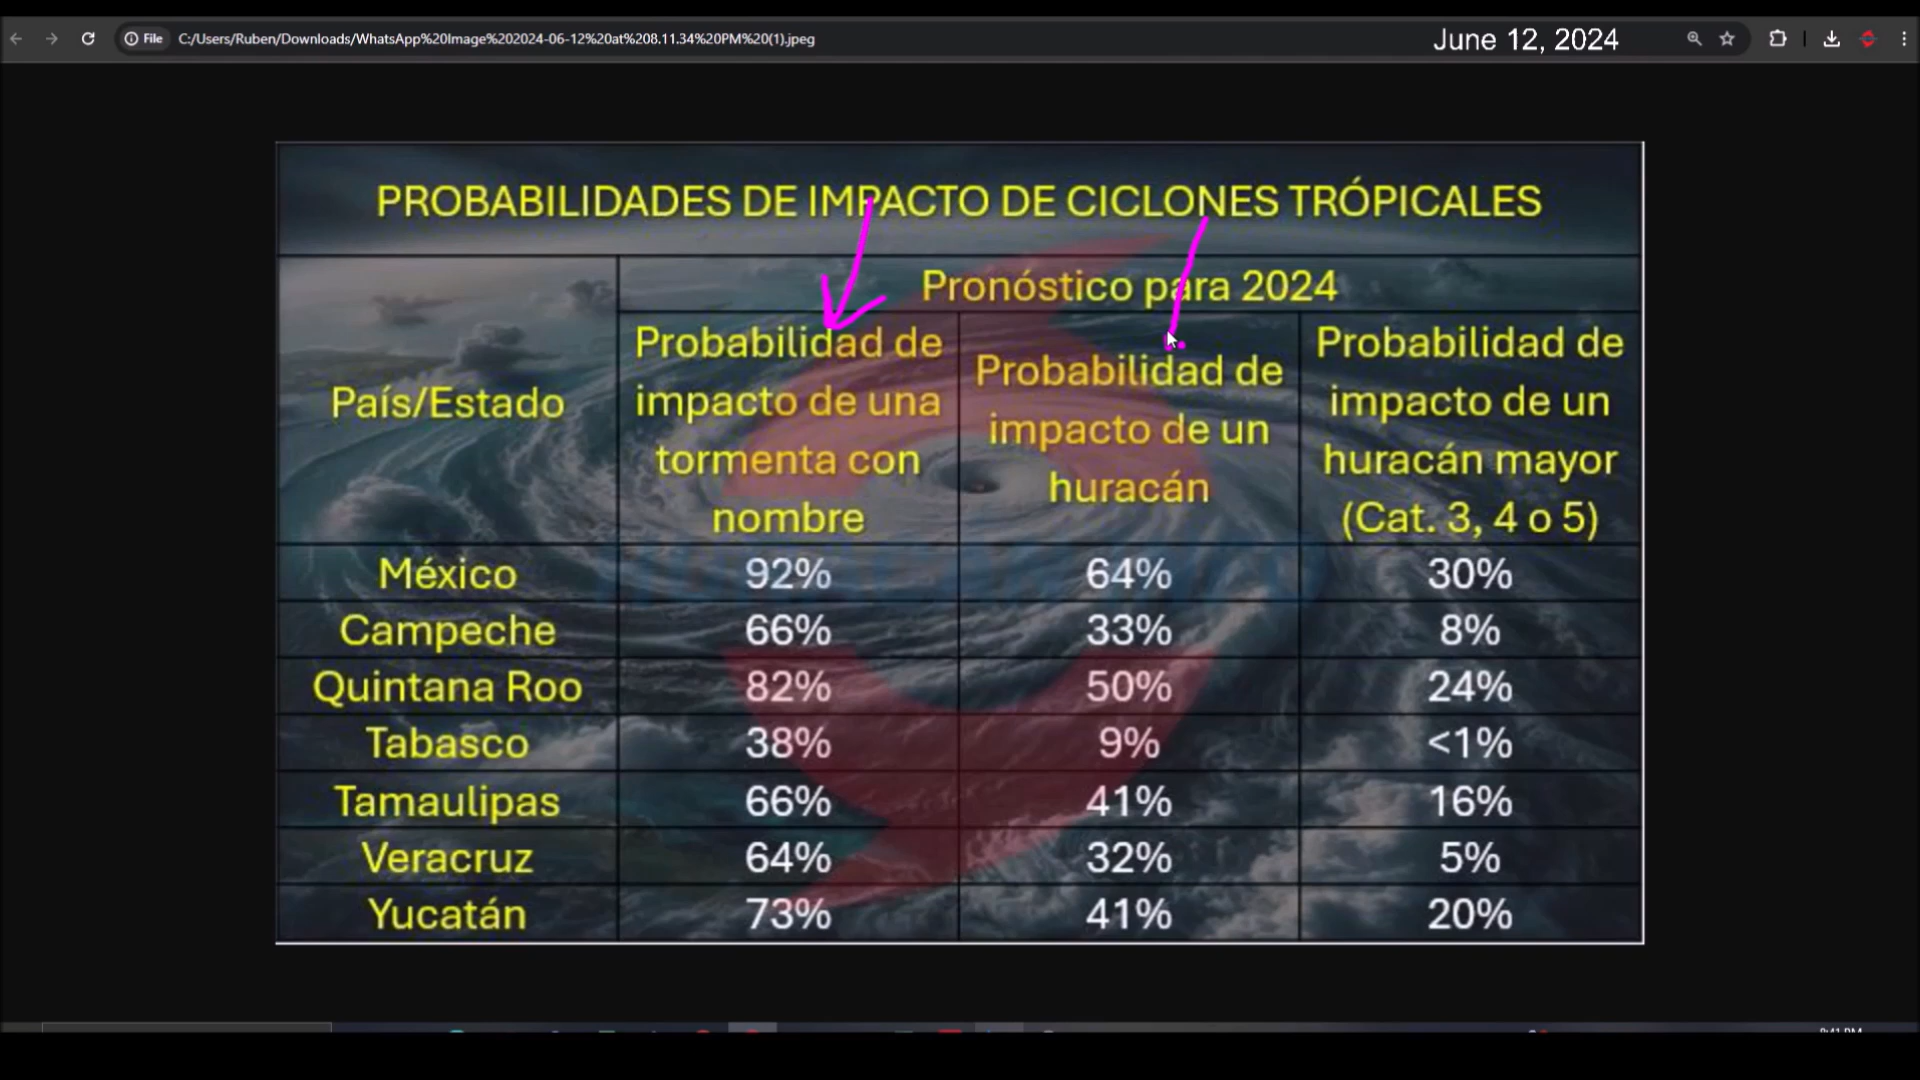 File C:/Users/Ruben/Downloads/WhatsApp%20Image%202024-06-12%20at%208.11.34%20PM%20(1).jpeg June 12, 2024
PROBABILIDADES DE IMPACTO DE CICLONES TRÓPICALES
Pronóstico para 2024
País/Estado
Probabilidad de
impacto de una
tormenta con
nombre
Probabilidad de
impacto de un
huracán
Probabilidad de
impacto de un
huracán mayor
(Cat. 3, 4 o 5)
México 92% 64% 30%
Campeche 66% 33% 8%
Quintana Roo 82% 50% 24%
Tabasco 38% 9% <1%
Tamaulipas 66% 41% 16%
Veracruz 64% 32% 5%
Yucatán 73% 41% 20%